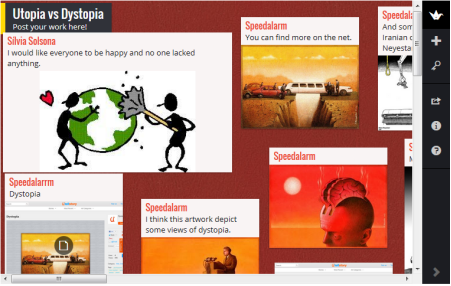 Utopia vs Dystopia
Post your work here!
Silvia Solsona
I would like everyone to be happy and no one lacked
anything.
Speedalarm
You can find more on the net.
Speedala
And som
Iranian c
Neyesta
Speedalarrm
Dystopia
Speedalarm
I think this artwork depict
some views of dystopia.
Speedalarm
S
M